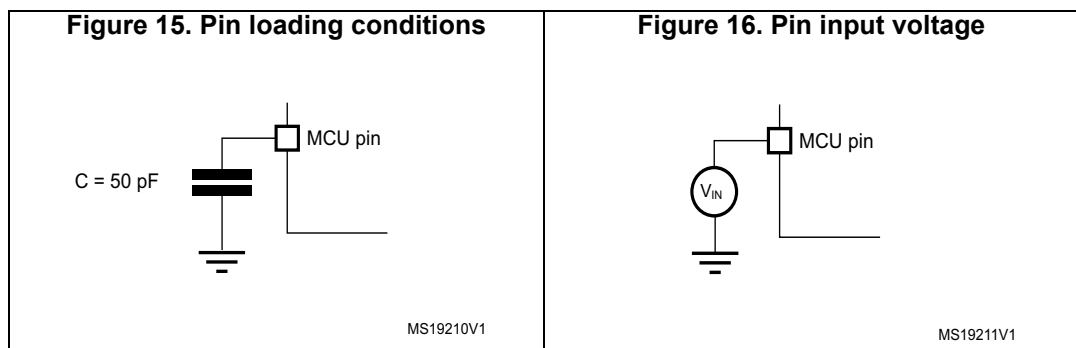 Figure 15. Pin loading conditions
MCU pin
C = 50 pF
MS19210V1
Figure 16. Pin input voltage
MCU pin
VIN
MS19211V1